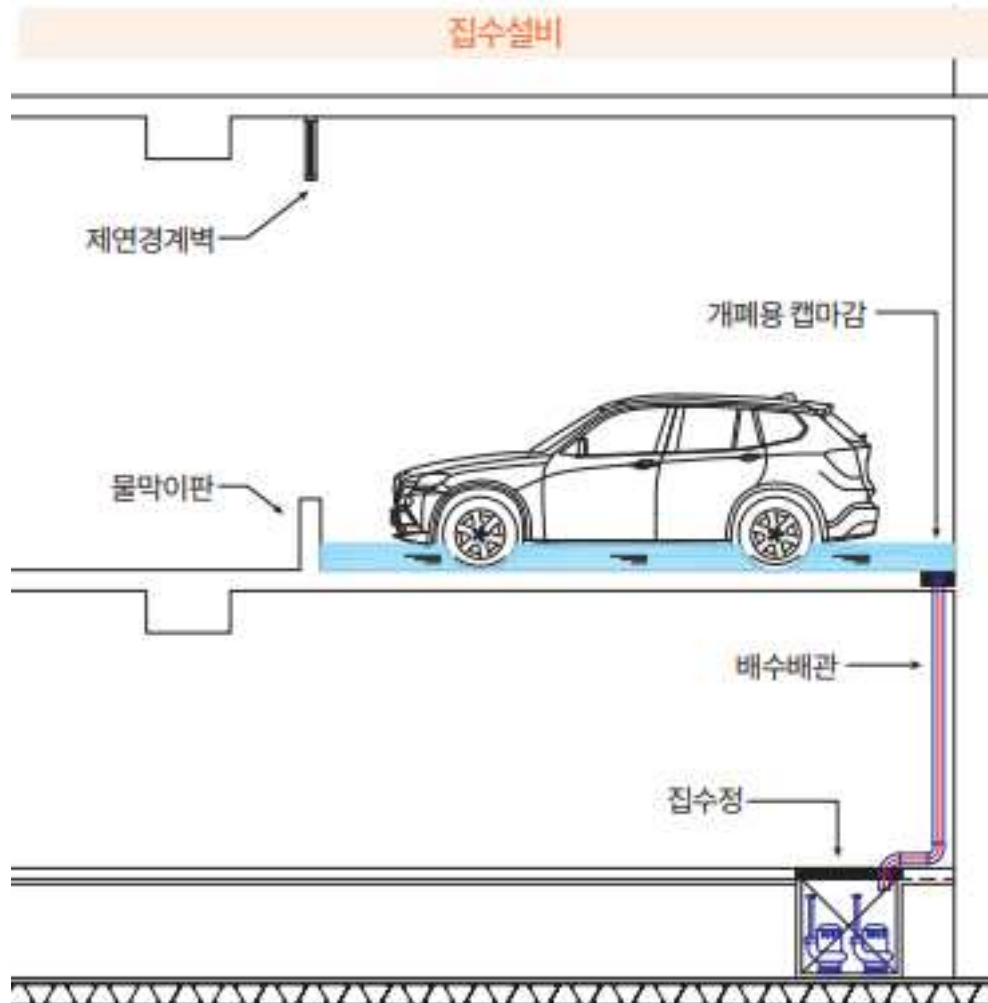 집수설비
제연경계벽
개폐용 캡마감
물막이판
배수배관
집수정